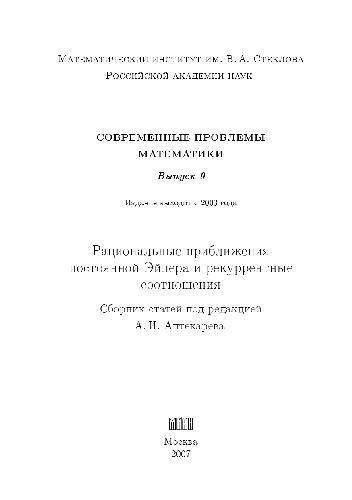 Математический институт им. В. А. Стеклова
Российской академии наук
СОВРЕМЕННЫЕ ПРОБЛЕМЫ
МАТЕМАТИКИ
Выпуск 9
Издание выходит с 2003 года
Рациональные приближения
постоянной Эйлера и рекуррентные
соотношения
Сборник статей под редакцией
А. И. Аптекарева
Москва
2007